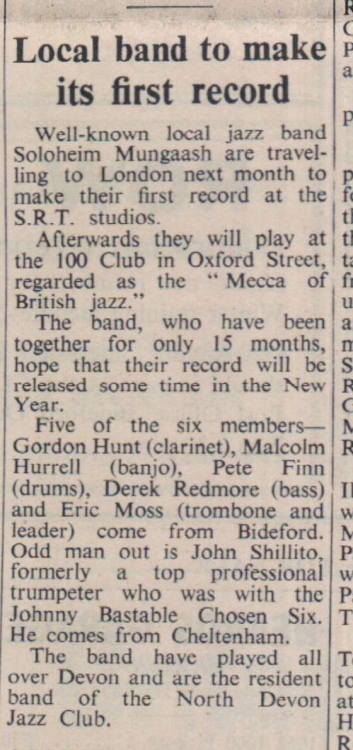 Local band to make
its first record
Well-known local jazz band
Soloheim Mungaash are travel-
ling to London next month to
make their first record at the
S.R.T. studios.
Afterwards they will play at
the 100 Club in Oxford Street,
regarded as the "Mecca of
British jazz."
The band, who have been
together for only 15 months,
hope that their record will be
released some time in the New
Year.
Five of the six members—
Gordon Hunt (clarinet), Malcolm
Hurrell (banjo), Pete Finn
(drums), Derek Redmore (bass)
and Eric Moss (trombone and
leader) come from Bideford.
Odd man out is John Shillito,
formerly a top professional
trumpeter who was with the
Johnny Bastable Chosen Six.
He comes from Cheltenham.
The band have played all
over Devon and are the resident
band of the North Devon
Jazz Club.